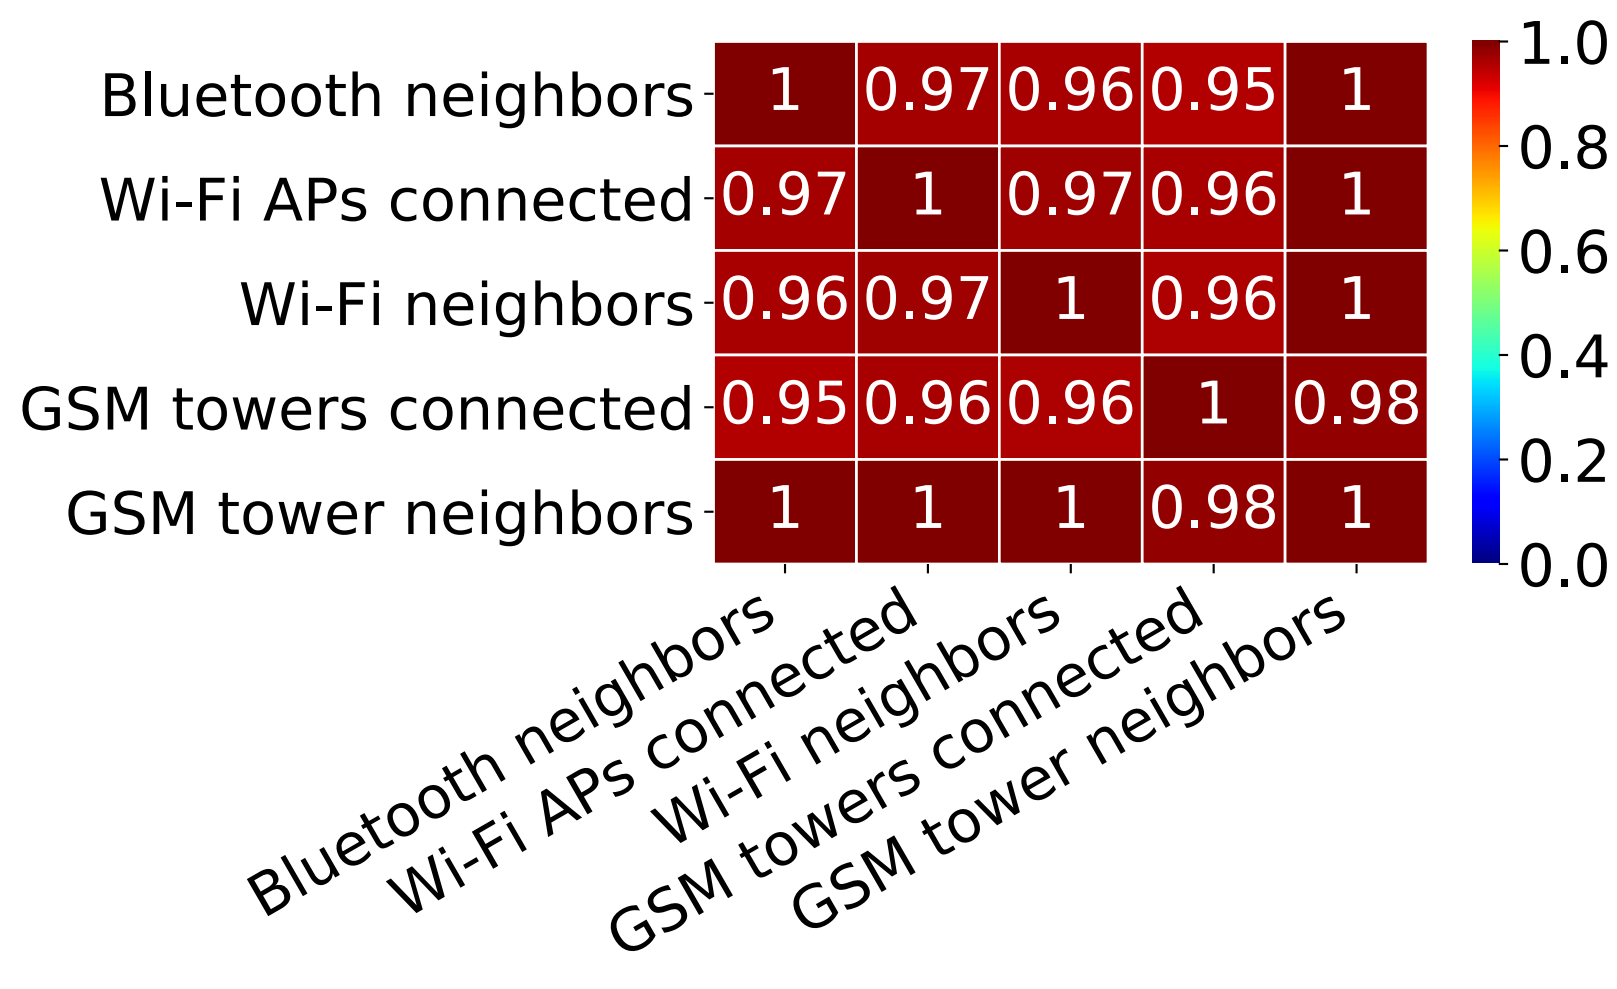 Bluetooth neighbors 1 0.97 0.96 0.95 1
Wi-Fi APs connected 0.97 1 0.97 0.96 1
Wi-Fi neighbors 0.96 0.97 1 0.96 1
GSM towers connected 0.95 0.96 0.96 1 0.98
GSM tower neighbors 1 1 1 0.98 1
Bluetooth neighbors
Wi-Fi APs connected
Wi-Fi neighbors
GSM towers connected
GSM tower neighbors
1.0
0.8
0.6
0.4
0.2
0.0